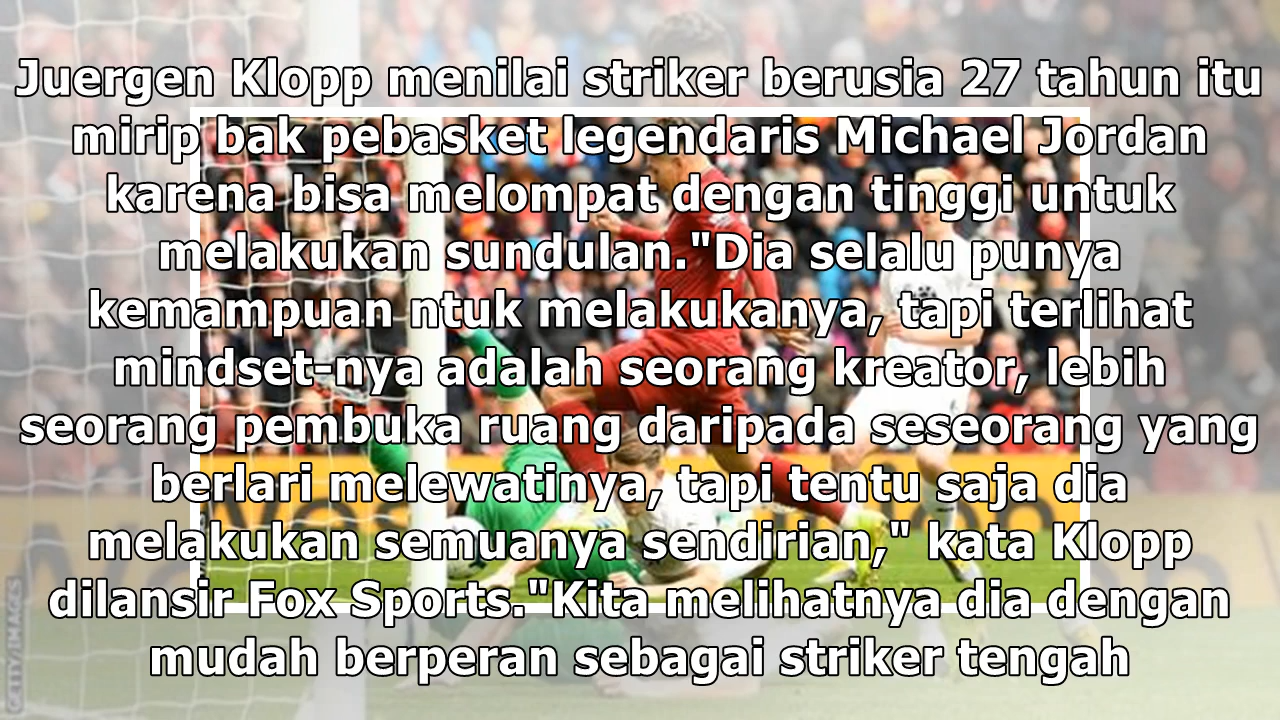 Juergen Klopp menilai striker berusia 27 tahun itu
mirip bak pebasket legendaris Michael Jordan
karena bisa melompat dengan tinggi untuk
melakukan sundulan."Dia selalu punya
kemampuan ntuk melakukanya, tapi terlihat
mindset-nya adalah seorang kreator, lebih
seorang pembuka ruang daripada seseorang yang
berlari melewatinya, tapi tentu saja dia
melakukan semuanya sendirian," kata Klopp
dilansir Fox Sports."Kita melihatnya dia dengan
mudah berperan sebagai striker tengah
GETTY IMAGES